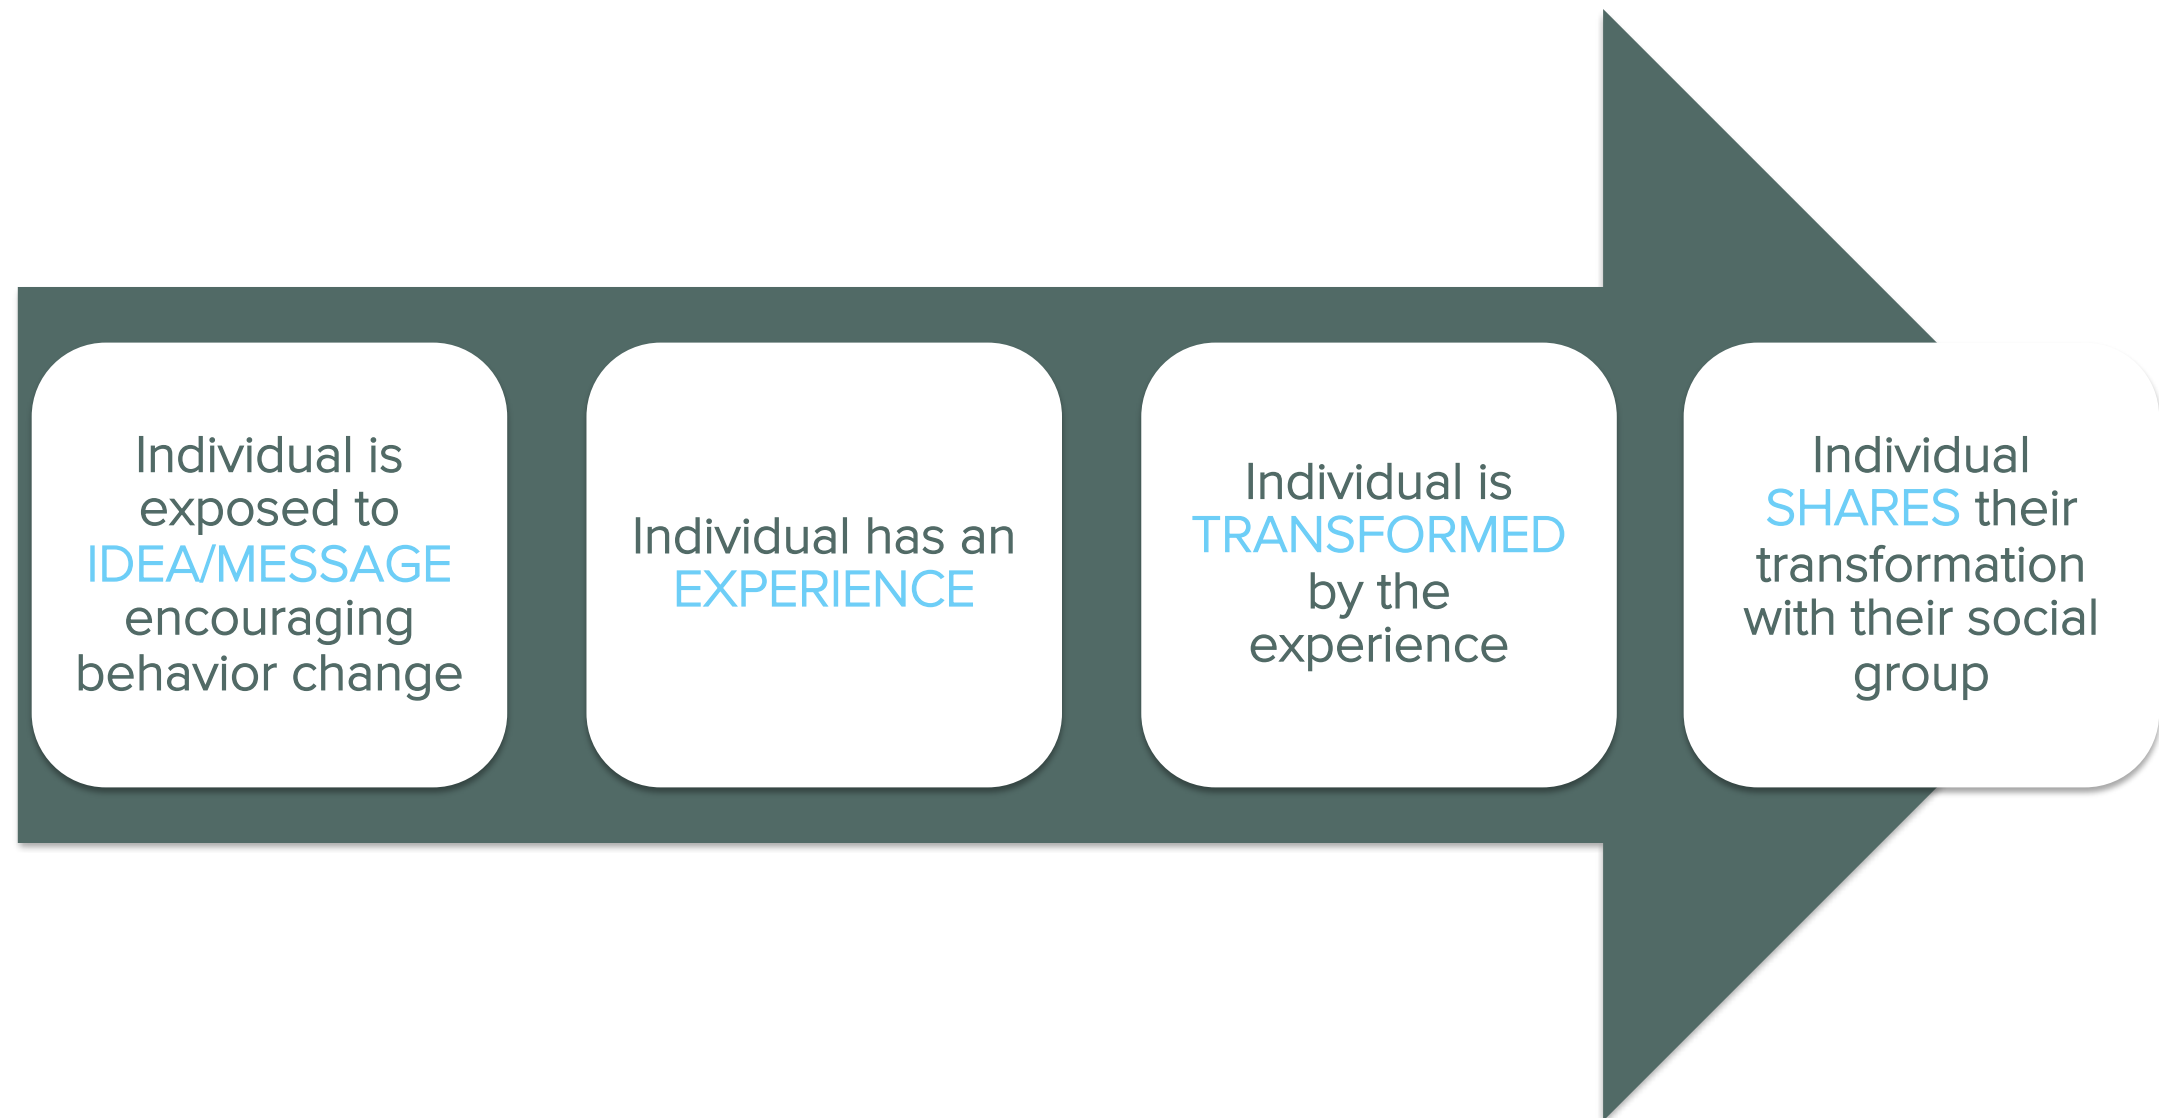 Individual is
exposed to
IDEA/MESSAGE
encouraging
behavior change
Individual has an
EXPERIENCE
Individual is
TRANSFORMED
by the
experience
Individual
SHARES their
transformation
with their social
group